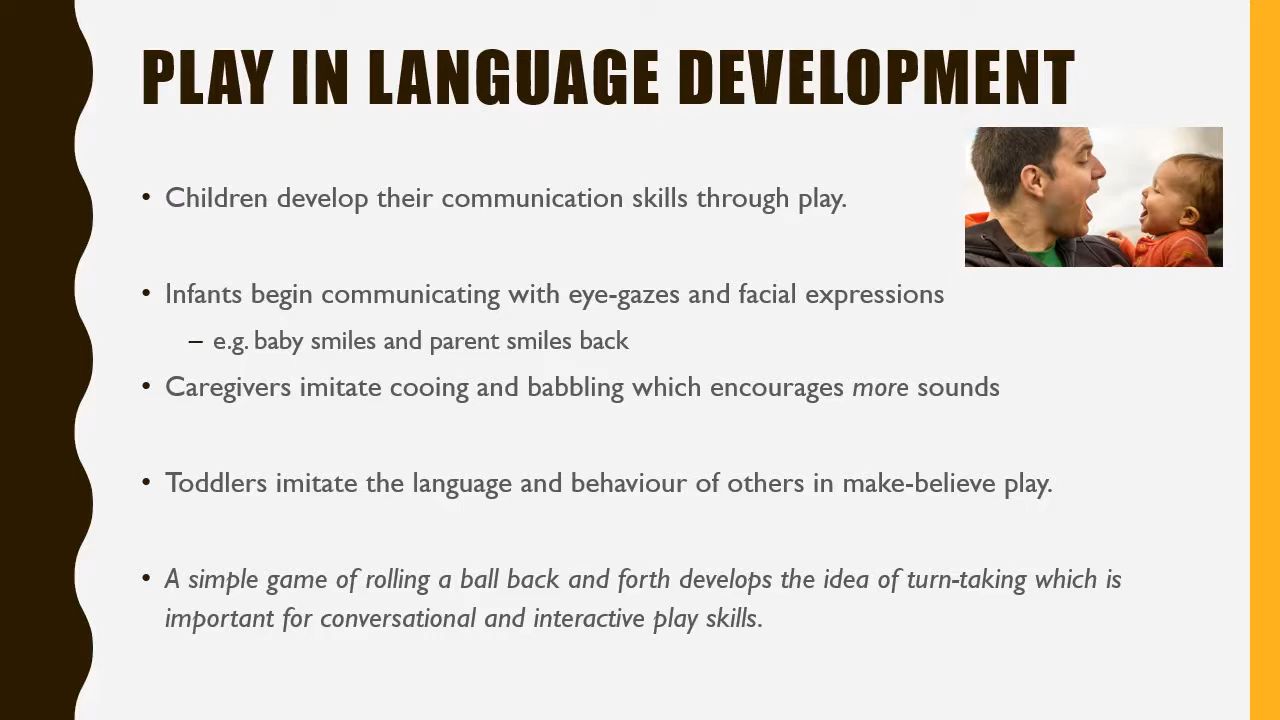 PLAY IN LANGUAGE DEVELOPMENT
• Children develop their communication skills through play.
• Infants begin communicating with eye-gazes and facial expressions
– e.g. baby smiles and parent smiles back
• Caregivers imitate cooing and babbling which encourages more sounds
• Toddlers imitate the language and behaviour of others in make-believe play.
• A simple game of rolling a ball back and forth develops the idea of turn-taking which is
important for conversational and interactive play skills.